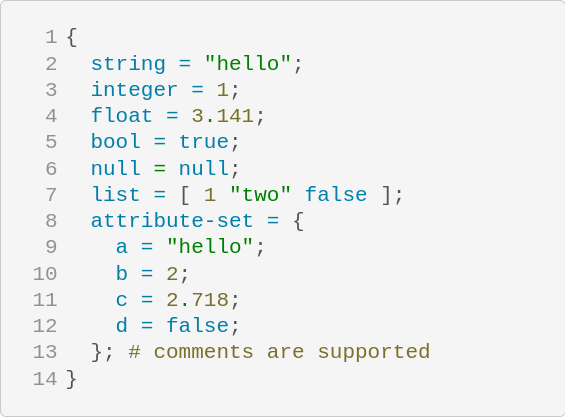 1 {
2   string = "hello";
3   integer = 1;
4   float = 3.141;
5   bool = true;
6   null = null;
7   list = [ 1 "two" false ];
8   attribute-set = {
9     a = "hello";
10     b = 2;
11     c = 2.718;
12     d = false;
13   }; # comments are supported
14 }